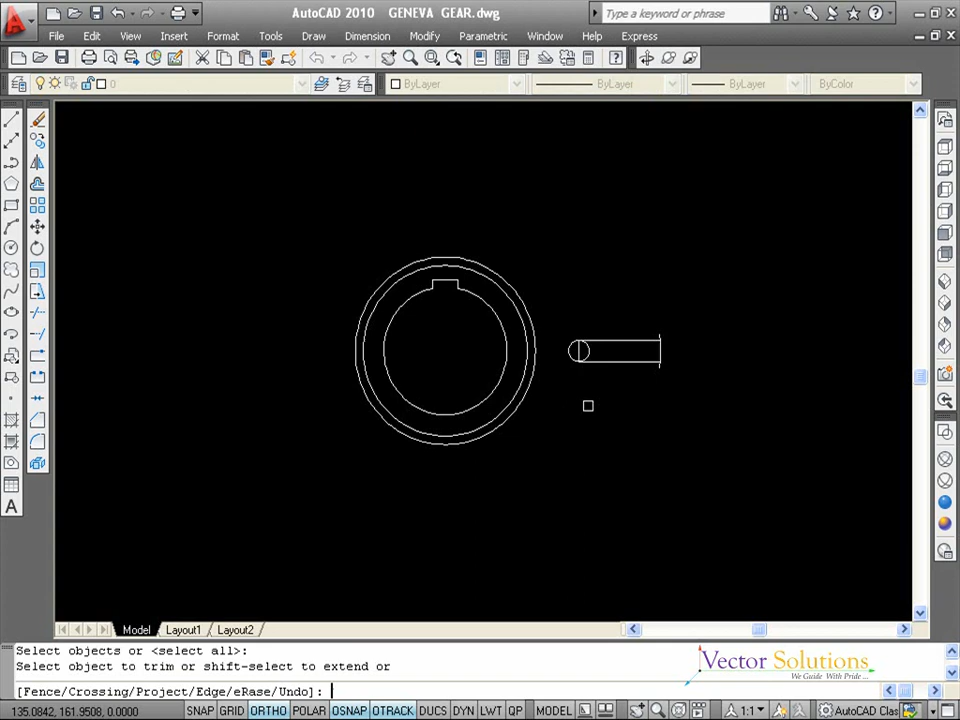 AutoCAD 2010 GENEVA GEAR.dwg
Type a keyword or phrase
File Edit View Insert Format Tools Draw Dimension Modify Parametric Window Help Express
0 ByLayer ByLayer ByLayer ByColor
A
Model Layout1 Layout2
Select objects or <select all>:
Select object to trim or shift-select to extend or
[Fence/Crossing/Project/Edge/eRase/Undo]:
Vector Solutions
We Guide With Pride ...
135.0842, 161.9508, 0.0000 SNAP GRID ORTHO POLAR OSNAP OTRACK DUCS DYN LWT QP MODEL 1:1 AutoCAD Clas